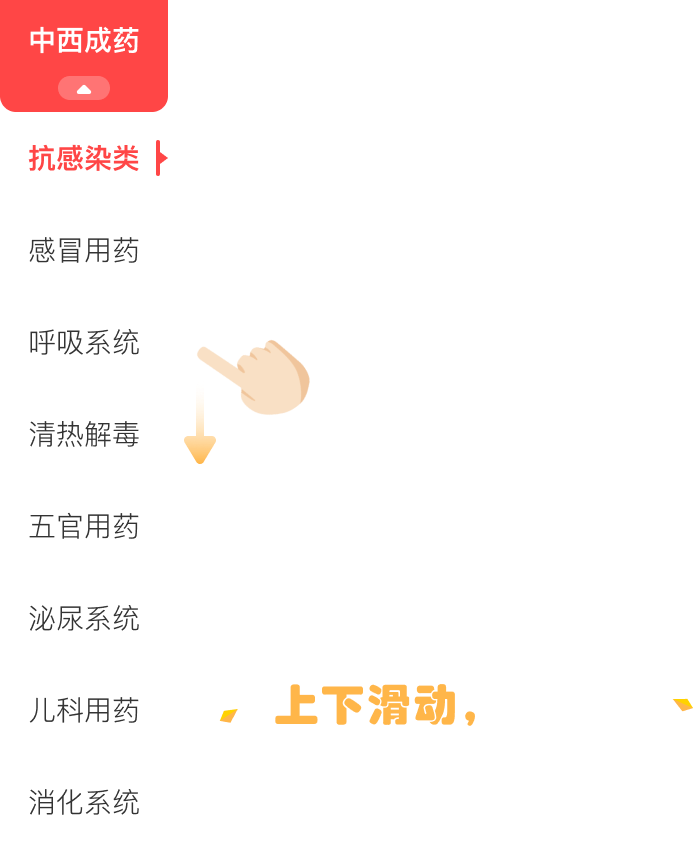 中西成药
抗感染类
感冒用药
呼吸系统
清热解毒
五官用药
泌尿系统
儿科用药
上下滑动，
消化系统